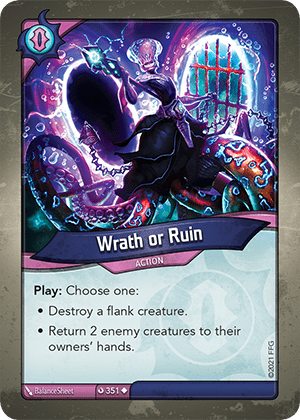 Wrath or Ruin
ACTION
Play: Choose one:
• Destroy a flank creature.
• Return 2 enemy creatures to their
owners’ hands.
©2021 FFG
BalanceSheet
351